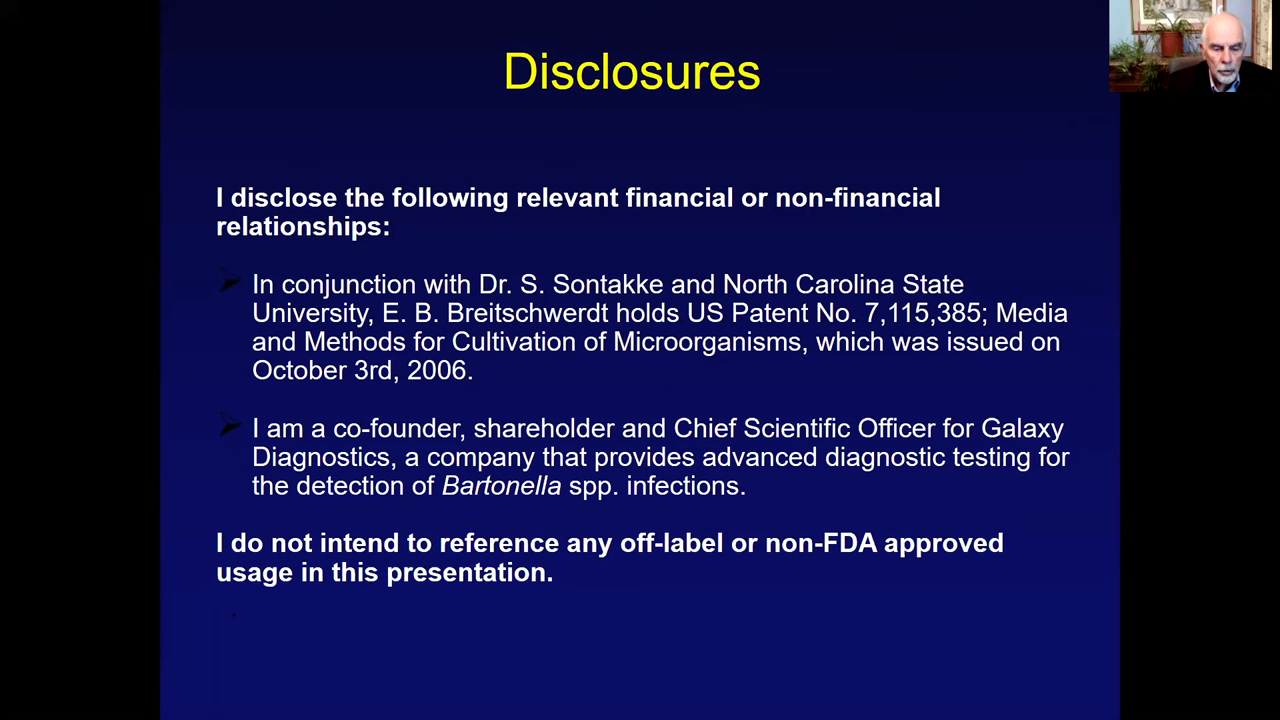 Disclosures
I disclose the following relevant financial or non-financial
relationships:
In conjunction with Dr. S. Sontakke and North Carolina State
University, E. B. Breitschwerdt holds US Patent No. 7,115,385; Media
and Methods for Cultivation of Microorganisms, which was issued on
October 3rd, 2006.
I am a co-founder, shareholder and Chief Scientific Officer for Galaxy
Diagnostics, a company that provides advanced diagnostic testing for
the detection of Bartonella spp. infections.
I do not intend to reference any off-label or non-FDA approved
usage in this presentation.